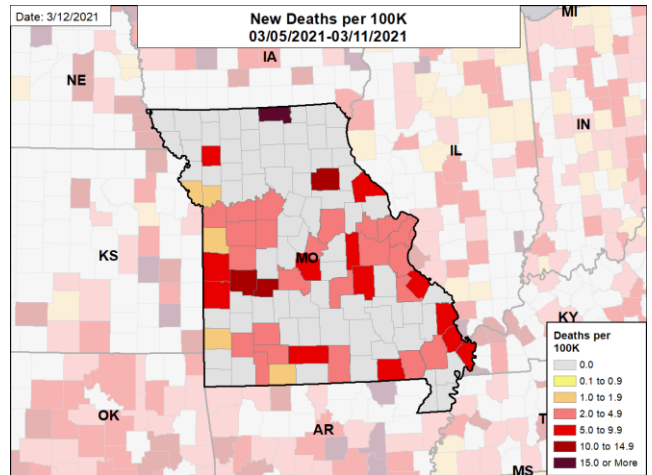 Date: 3/12/2021
New Deaths per 100K
03/05/2021-03/11/2021
MI
IA
NE
IL
IN
KS
MO
KY
OK
AR
MS
Deaths per
100K
0.0
0.1 to 0.9
1.0 to 1.9
2.0 to 4.9
5.0 to 9.9
10.0 to 14.9
15.0 or More